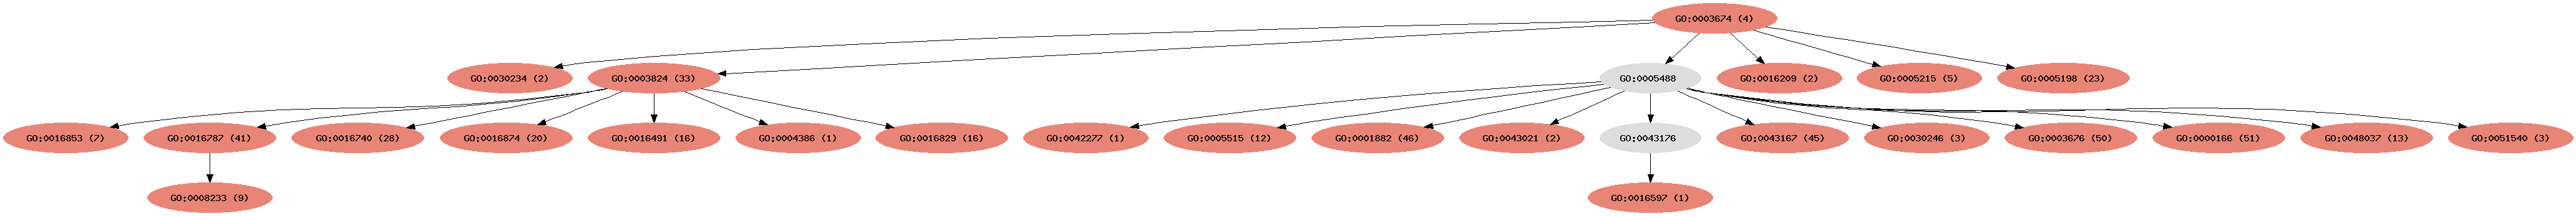 GO:0003674 (4)
GO:0030234 (2)
GO:0003824 (33)
GO:0005488
GO:0016209 (2)
GO:0005215 (5)
GO:0005198 (23)
GO:0016853 (7)
GO:0016787 (41)
GO:0016740 (28)
GO:0016874 (20)
GO:0016491 (16)
GO:0004386 (1)
GO:0016829 (16)
GO:0042277 (1)
GO:0005515 (12)
GO:0001882 (46)
GO:0043021 (2)
GO:0043176
GO:0043167 (45)
GO:0030246 (3)
GO:0003676 (50)
GO:0000166 (51)
GO:0048037 (13)
GO:0051540 (3)
GO:0008233 (9)
GO:0016597 (1)